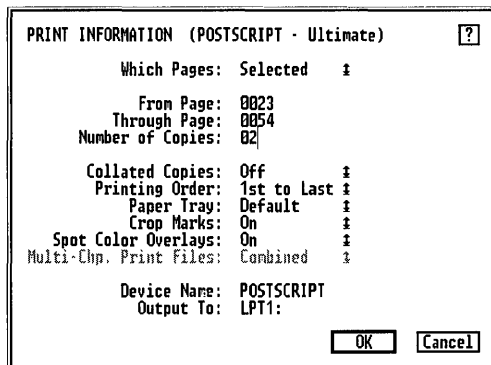 PRINT INFORMATION (POSTSCRIPT - Ultimate) ?
Which Pages: Selected ↕
From Page: 0023
Through Page: 0054
Number of Copies: 02
Collated Copies: Off ↕
Printing Order: 1st to Last ↕
Paper Tray: Default ↕
Crop Marks: On ↕
Spot Color Overlays: On ↕
Multi-Chp. Print Files: Combined ↕
Device Name: POSTSCRIPT
Output To: LPT1:
OK Cancel